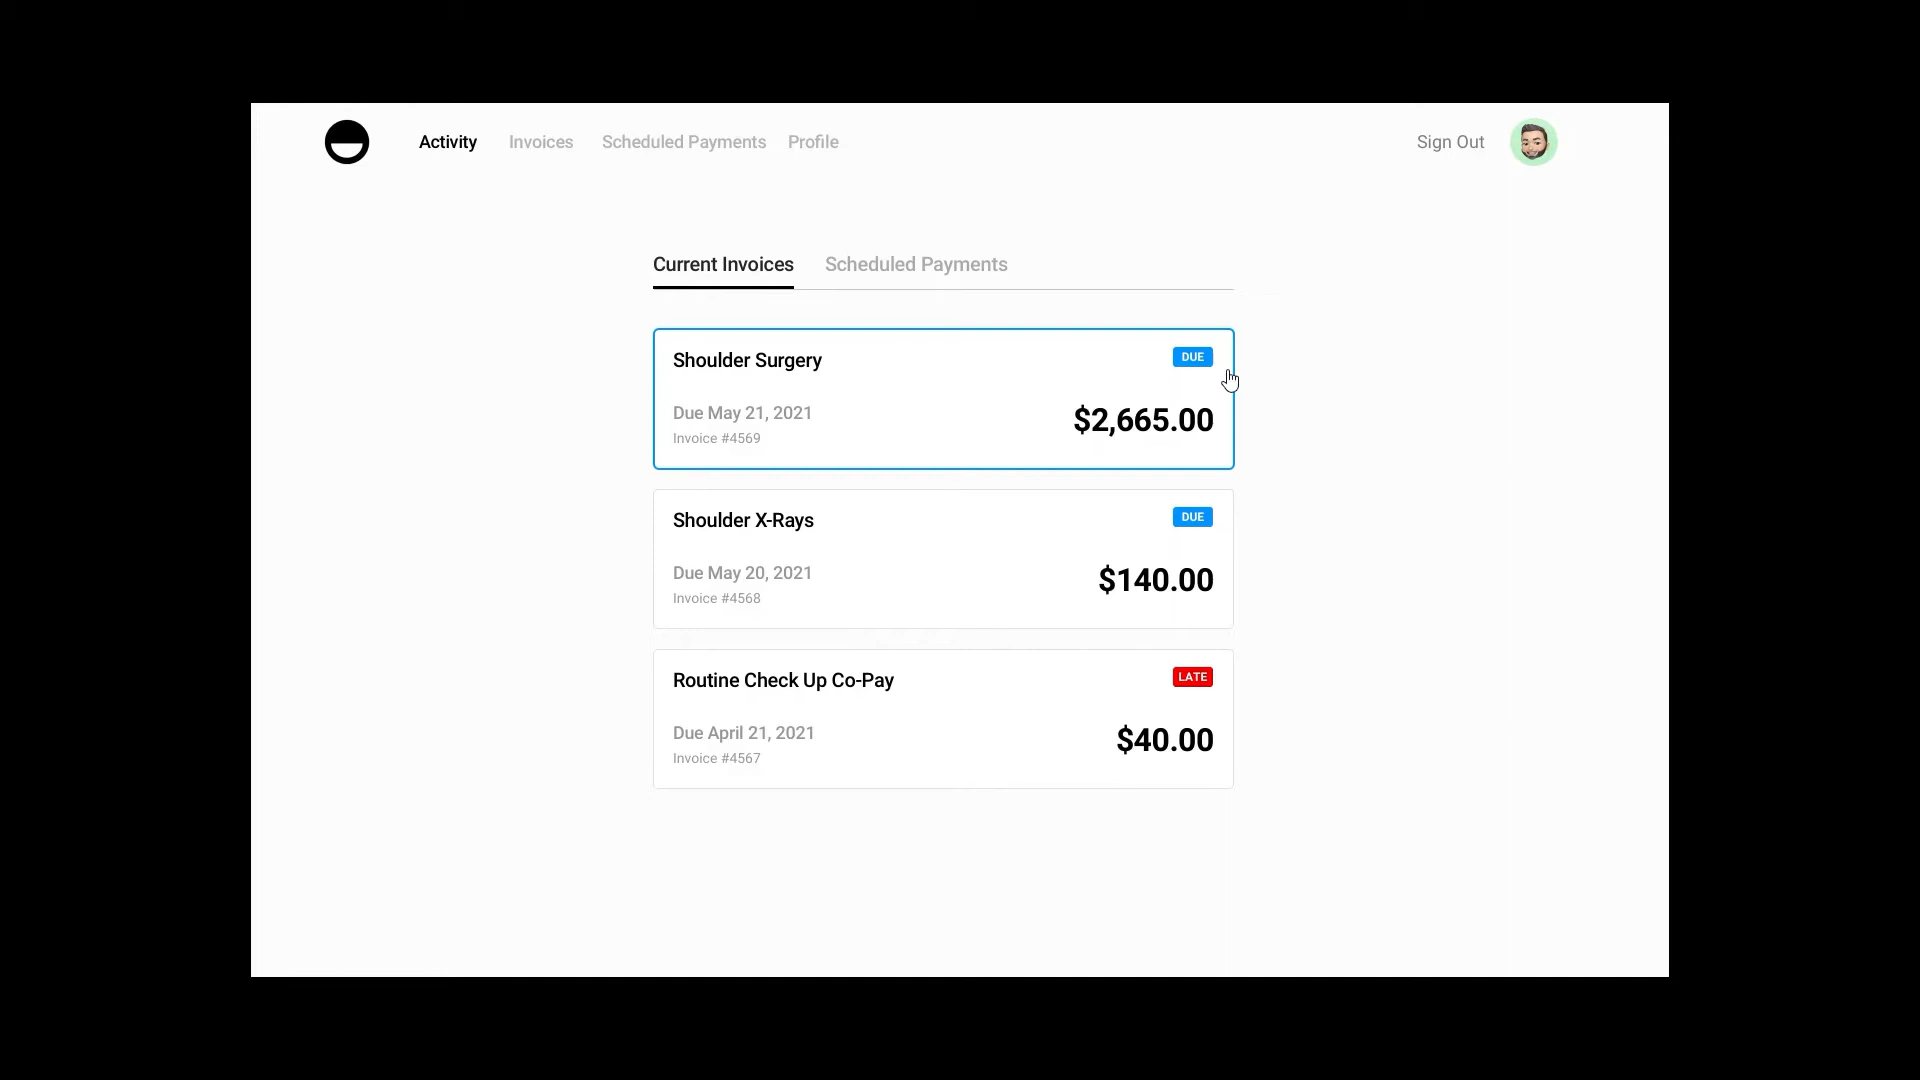 Activity Invoices Scheduled Payments Profile Sign Out
Current Invoices Scheduled Payments
Shoulder Surgery DUE
Due May 21, 2021 $2,665.00
Invoice #4569
Shoulder X-Rays DUE
Due May 20, 2021 $140.00
Invoice #4568
Routine Check Up Co-Pay LATE
Due April 21, 2021 $40.00
Invoice #4567